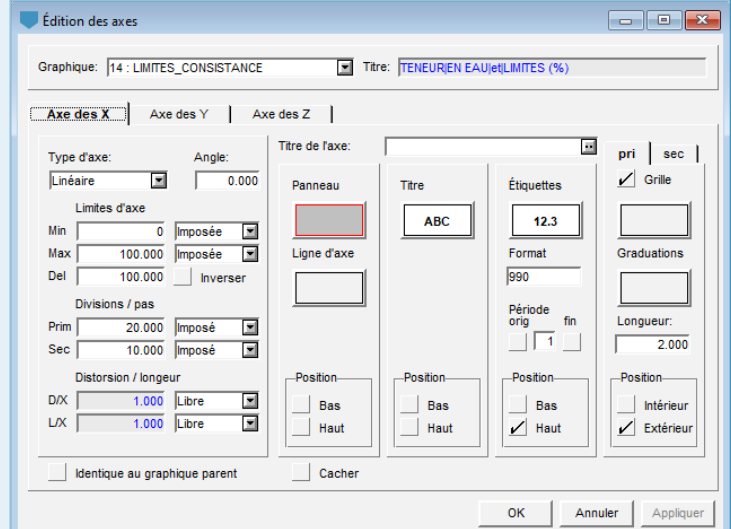 Édition des axes
Graphique: 14 : LIMITES_CONSISTANCE Titre: TENEUR|EN EAU|et|LIMITES (%)
Axe des X Axe des Y Axe des Z
Type d'axe: Angle:
Linéaire 0.000
Limites d'axe
Min 0 Imposée
Max 100.000 Imposée
Del 100.000 Inverser
Divisions / pas
Prim 20.000 Imposé
Sec 10.000 Imposé
Distorsion / longeur
D/X 1.000 Libre
L/X 1.000 Libre
Titre de l'axe:
Panneau
Ligne d'axe
Position
Bas
Haut
Titre
ABC
Position
Bas
Haut
Étiquettes
12.3
Format
990
Période
orig 1 fin
Position
Bas
Haut
pri sec
Grille
Graduations
Longueur:
2.000
Position
Intérieur
Extérieur
Identique au graphique parent Cacher
OK Annuler Appliquer